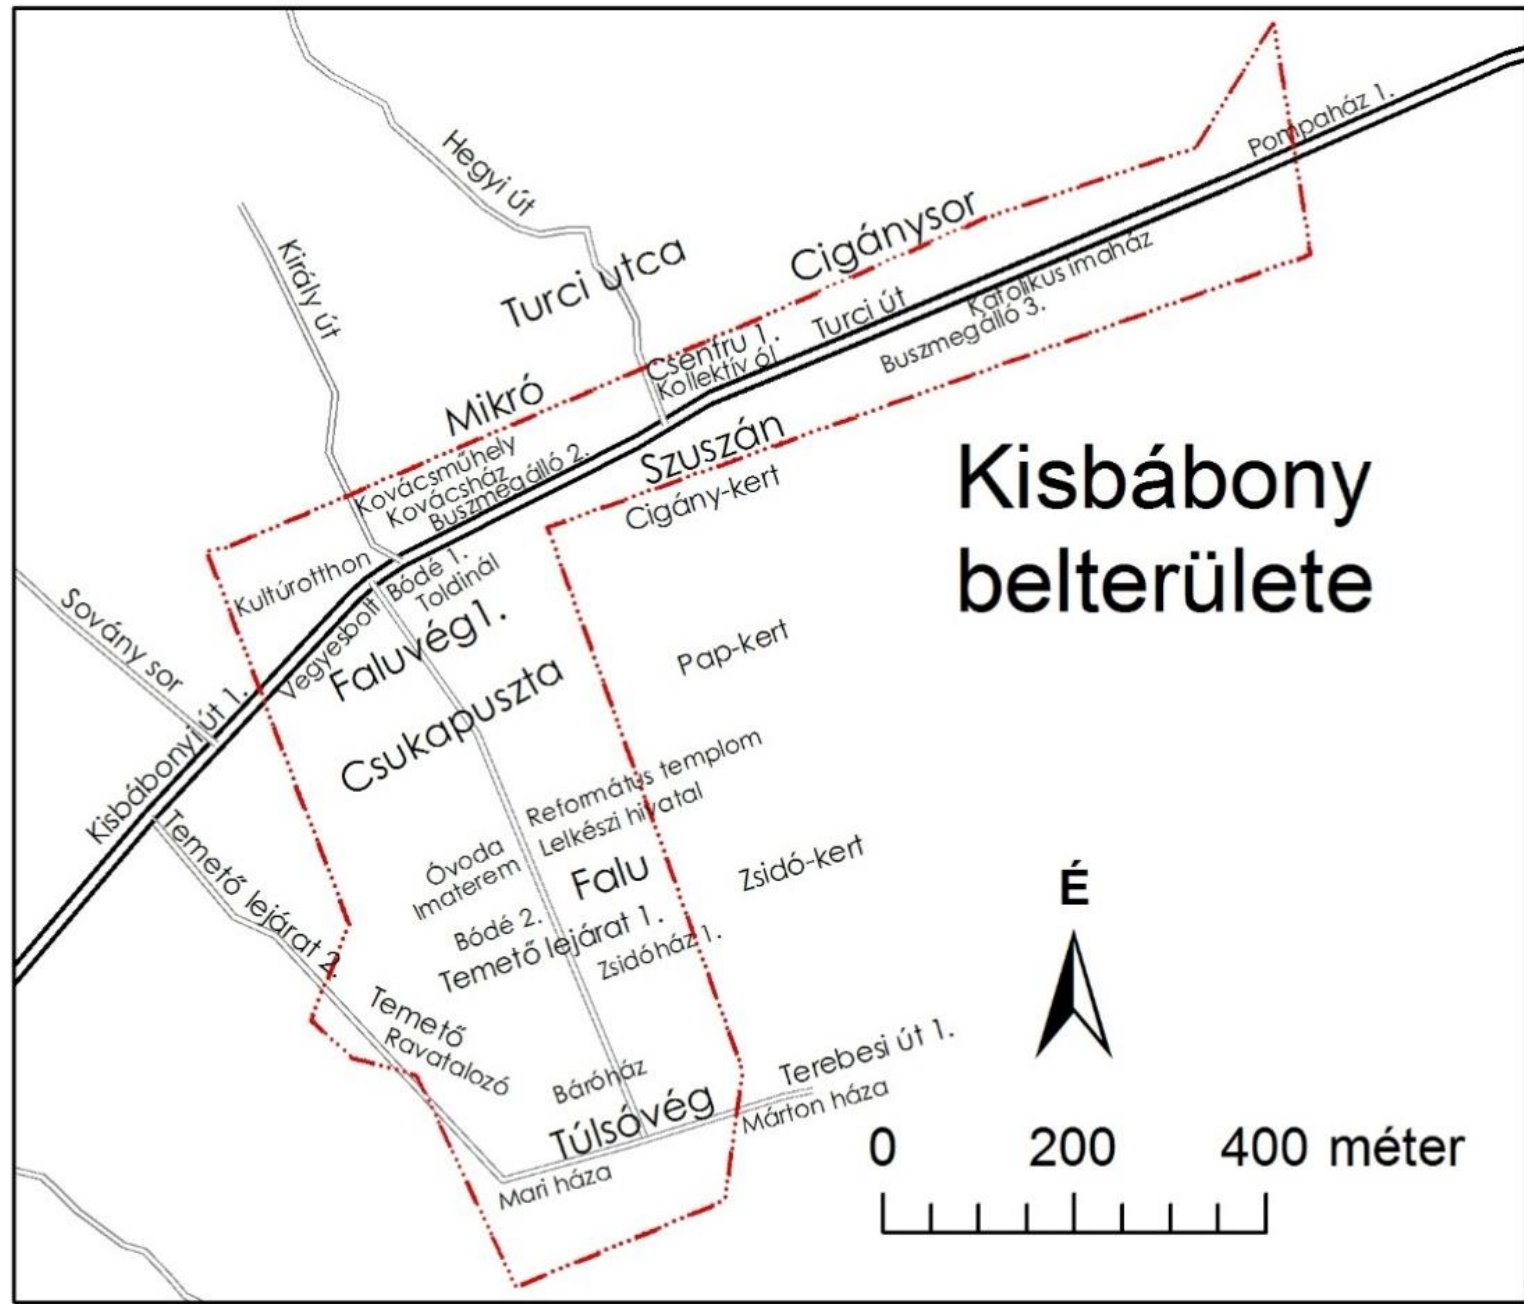 Pompaház 1.
Hegyi út
Cigánysor
Király út
Turci utca
Katolikus imaház
Turci út
Buszmegálló 3.
Csentru 1.
Kollektív ól
Mikró
Szuszán
Kovácsműhely
Kovácsház
Buszmegálló 2.
Cigány-kert
Kisbábony
belterülete
Kultúrotthon
Bódé 1.
Toldinál
Sovány sor
Vegyesbolt
Faluvég1.
Pap-kert
Csukapuszta
Kisbábonyi út 1.
Református templom
Lelkészi hivatal
Temető lejárat 2.
Óvoda
Imaterem
Falu
Zsidó-kert
É
Bódé 2.
Temető lejárat 1.
Zsidóház 1.
Temető
Ravatalozó
Báróház
Terebesi út 1.
Túlsóvég
Márton háza
Mari háza
0 200 400 méter